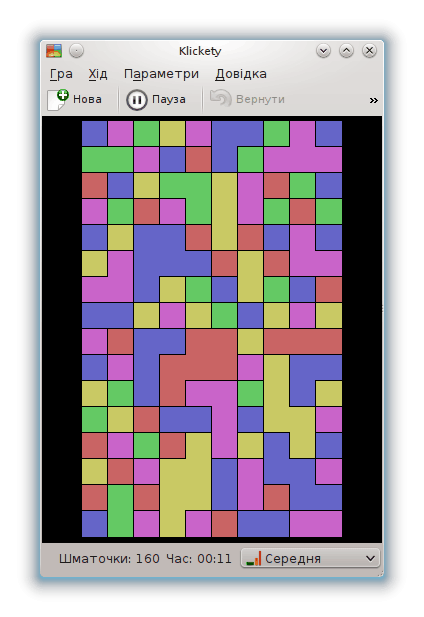 Klickety
Гра Хід Параметри Довідка
Нова Пауза Вернути »
Шматочки: 160 Час: 00:11 Середня